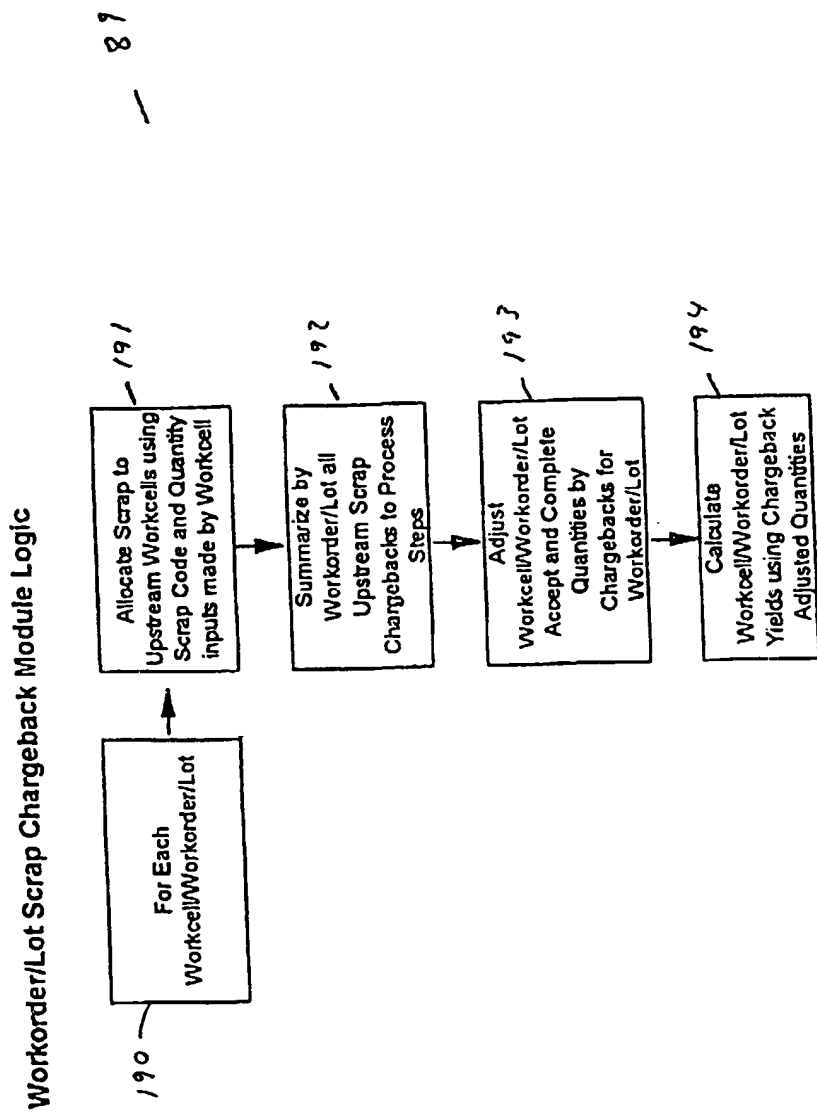 Workorder/Lot Scrap Chargeback Module Logic
89
190
For Each
Workcell/Workorder/Lot
191
Allocate Scrap to
Upstream Workcells using
Scrap Code and Quantity
inputs made by Workcell
192
Summarize by
Workorder/Lot all
Upstream Scrap
Chargebacks to Process
Steps
193
Adjust
Workcell/Workorder/Lot
Accept and Complete
Quantities by
Chargebacks for
Workorder/Lot
194
Calculate
Workcell/Workorder/Lot
Yields using Chargeback
Adjusted Quantities